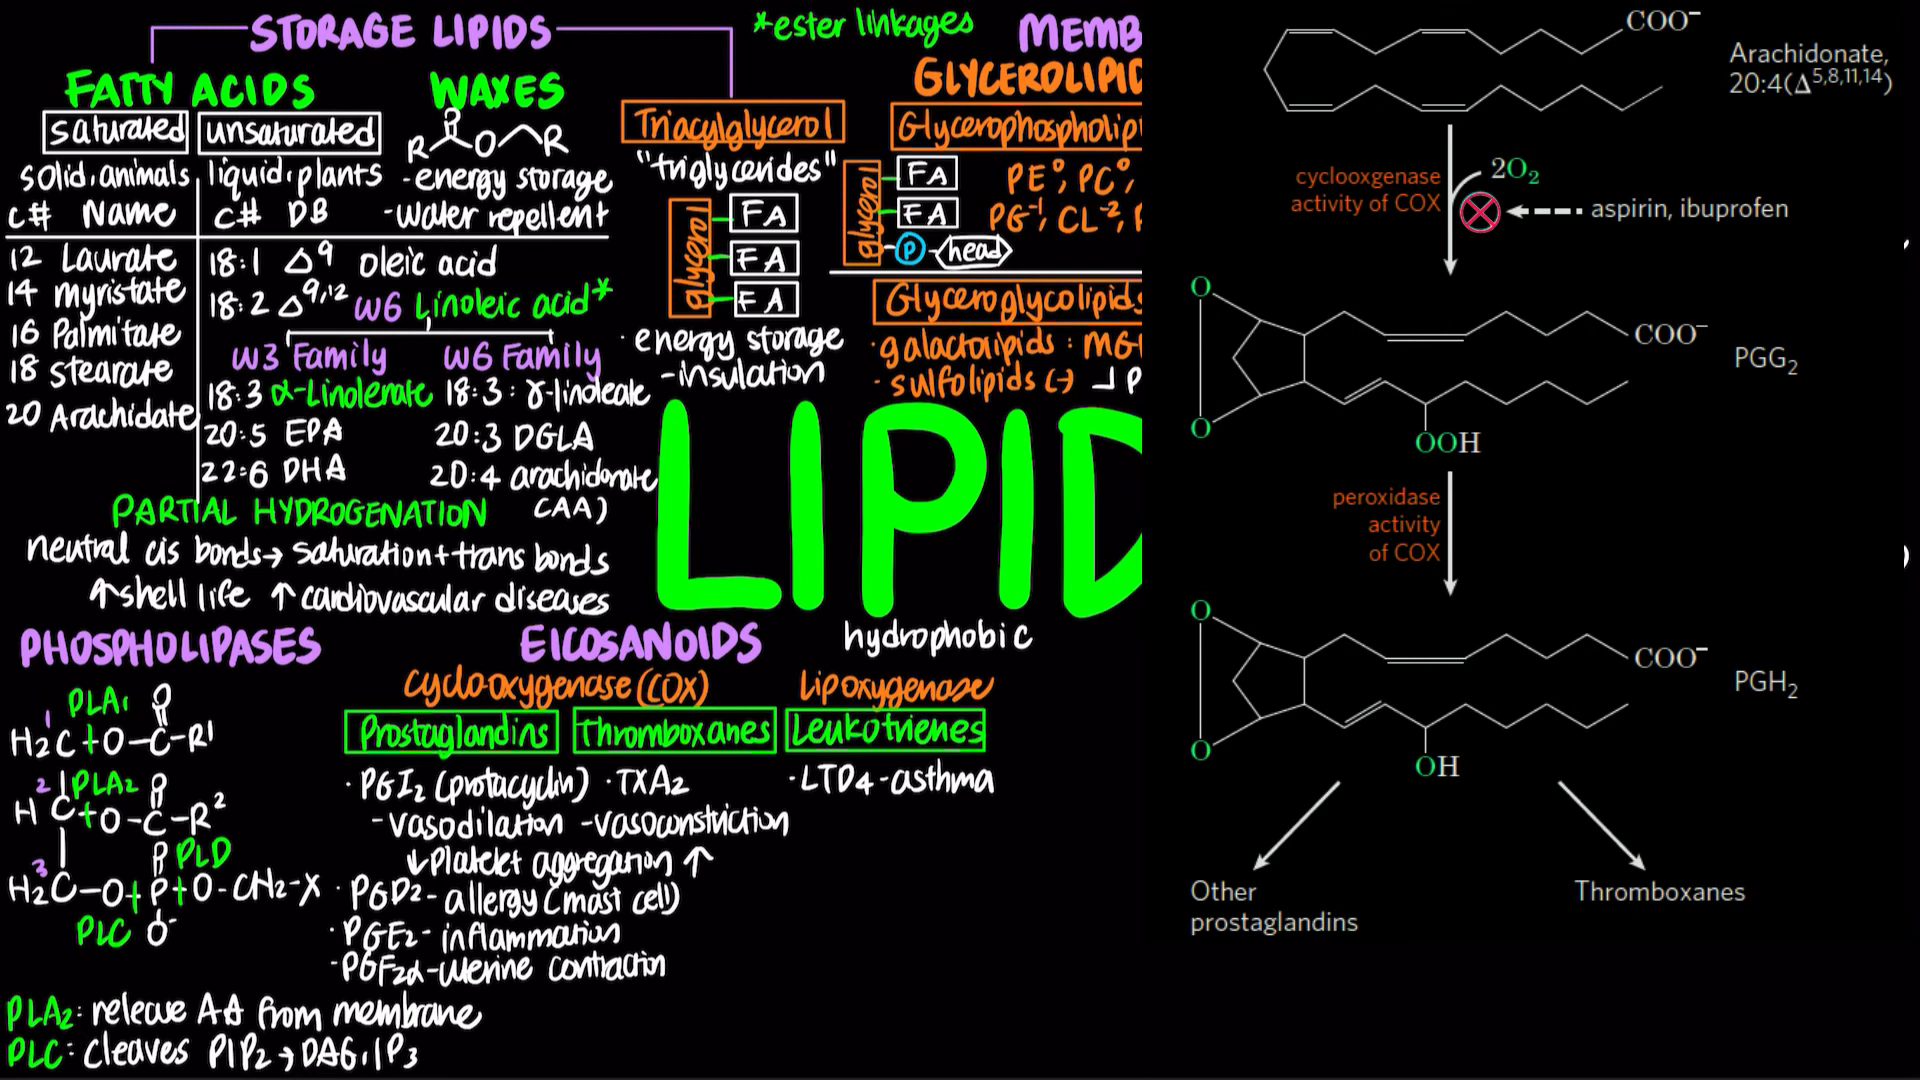 STORAGE LIPIDS
*ester linkages
MEMB
FATTY ACIDS
WAXES
GLYCEROLIPID
saturated
unsaturated
Triacylglycerol
Glycerophospholip
R O R
solid, animals
liquid, plants
-energy storage
-water repellent
"triglycerides"
C# Name
C# DB
12 Laurate
14 myristate
16 Palmitate
18 stearate
20 Arachidate
18:1 Δ9 oleic acid
18:2 Δ9,12 w6 Linoleic acid*
w3 Family
w6 Family
18:3 α-Linolenate
18:3: γ-linoleate
20:5 EPA
20:3 DGLA
22:6 DHA
20:4 arachidonate
(AA)
glycerol
FA
FA
FA
· energy storage
-insulation
glycerol
FA
FA
P head
PE⁰, PC⁰,
PG⁻¹, CL⁻²,
Glyceroglycolipids
· galactolipids : MG
· sulfolipids (-) ⅃ P
LIPID
hydrophobic
PARTIAL HYDROGENATION
neutral cis bonds → saturation + trans bonds
↑ shelf life ↑ cardiovascular diseases
PHOSPHOLIPASES
PLA1
1
O
H2C+O-C-R1
2 PLA2
O
H C+O-C-R2
O PLD
3
H2C-O+P+O-CH2-X
PLC O-
PLA2: release AA from membrane
PLC: cleaves PIP2 → DAG, IP3
EICOSANOIDS
cyclooxygenase (COX)
Lipoxygenase
Prostaglandins
Thromboxanes
Leukotrienes
· PGI2 (protacyclin)
· TXA2
· LTD4 - asthma
-vasodilation
-vasoconstriction
↓ Platelet aggregation ↑
· PGD2 - allergy (mast cell)
· PGE2 - inflammation
- PGF2α - uterine contraction
COO−
Arachidonate,
20:4(Δ5,8,11,14)
cyclooxgenase
activity of COX
2O2
aspirin, ibuprofen
O
COO−
PGG2
O
OOH
peroxidase
activity
of COX
O
COO−
PGH2
O
OH
Other
prostaglandins
Thromboxanes